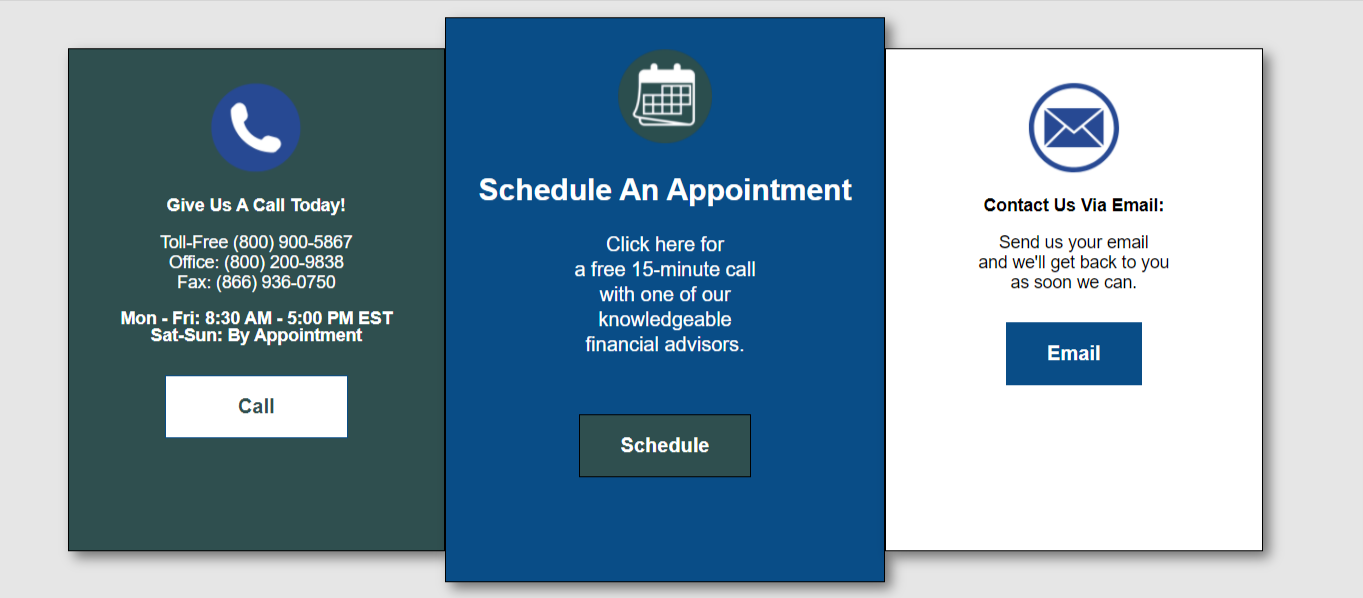 Give Us A Call Today!
Toll-Free (800) 900-5867
Office: (800) 200-9838
Fax: (866) 936-0750
Mon - Fri: 8:30 AM - 5:00 PM EST
Sat-Sun: By Appointment
Call
Schedule An Appointment
Click here for
a free 15-minute call
with one of our
knowledgeable
financial advisors.
Schedule
Contact Us Via Email:
Send us your email
and we'll get back to you
as soon we can.
Email